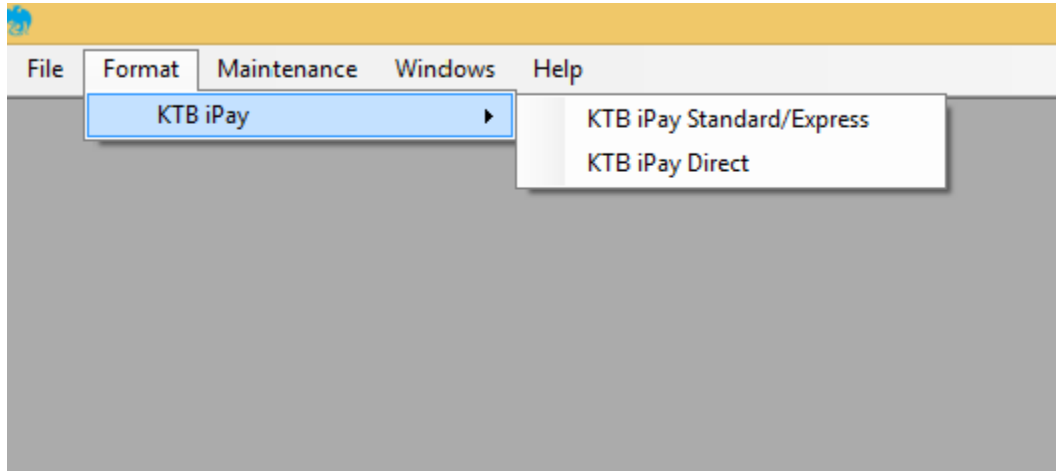 File Format Maintenance Windows Help
KTB iPay
KTB iPay Standard/Express
KTB iPay Direct